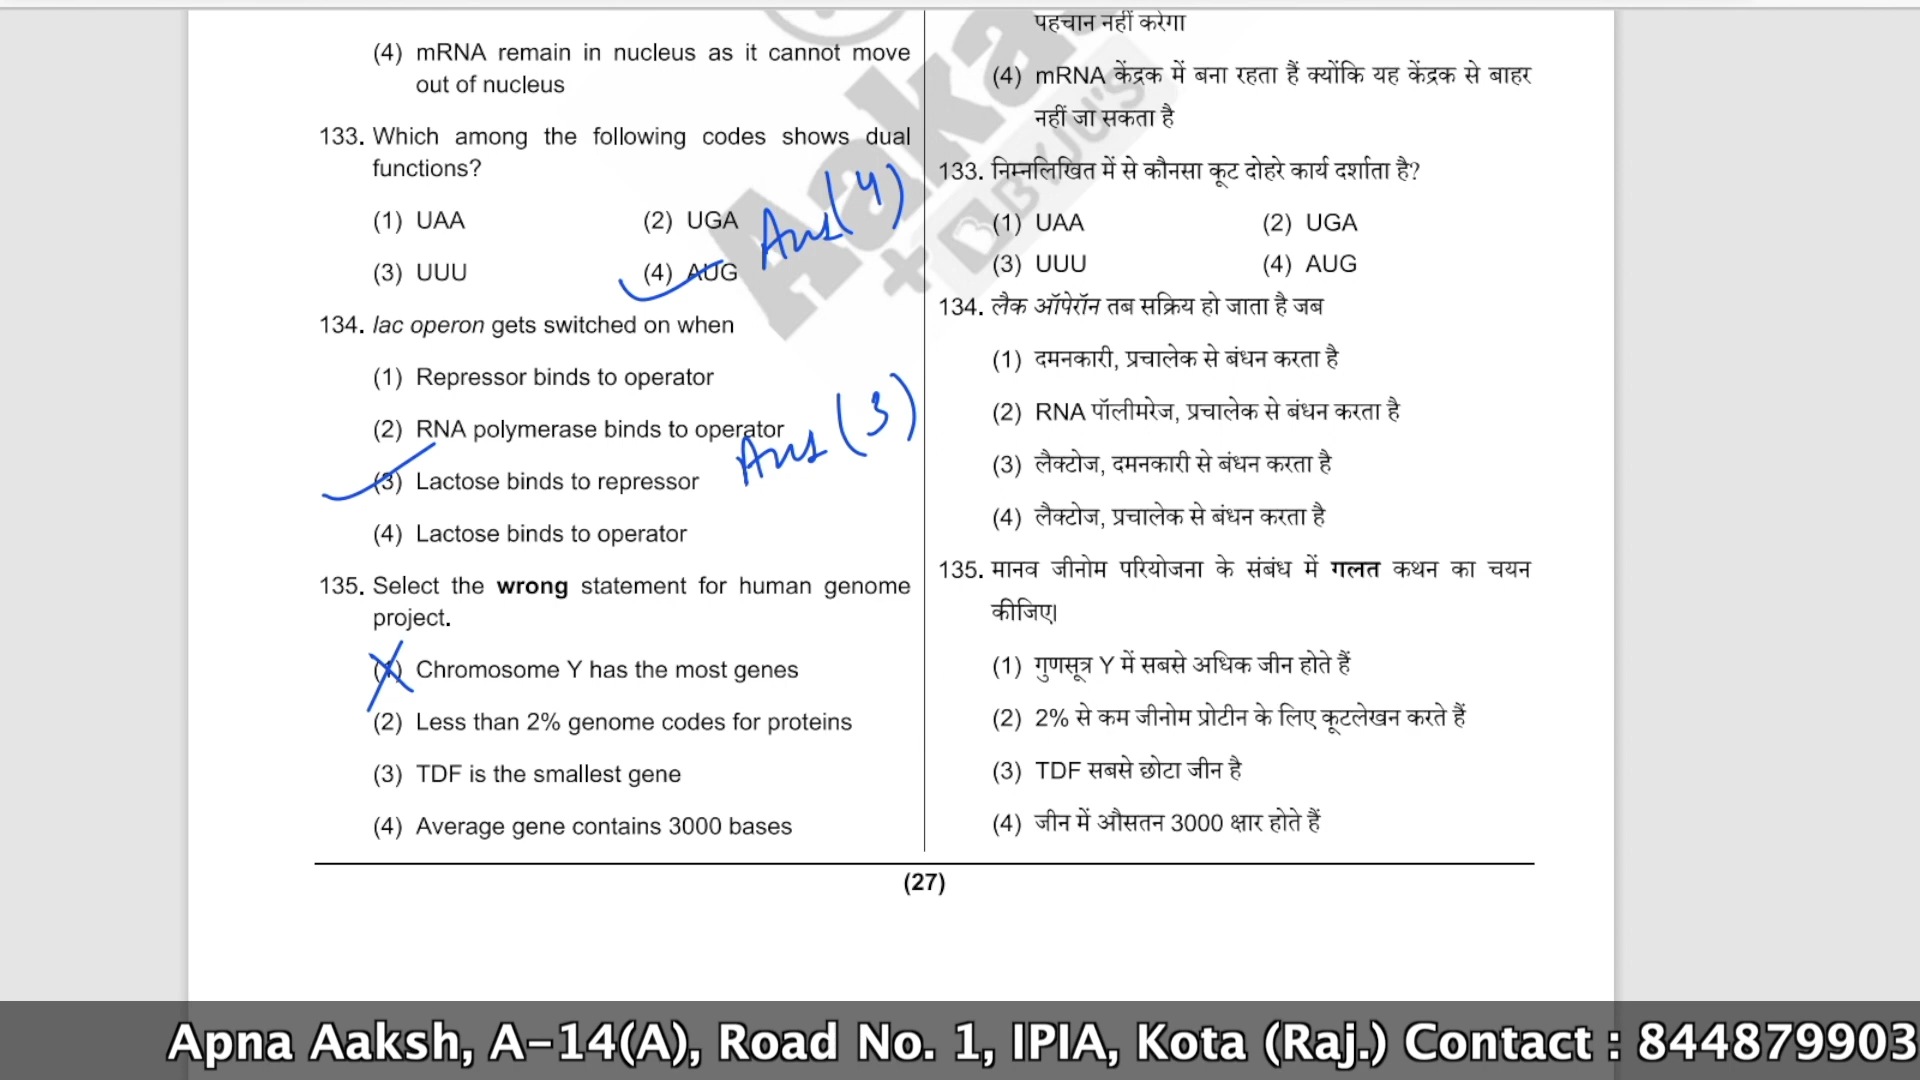 (4) mRNA remain in nucleus as it cannot move
out of nucleus
133. Which among the following codes shows dual
functions?
(1) UAA (2) UGA
(3) UUU (4) AUG
Ans (4)
134. lac operon gets switched on when
(1) Repressor binds to operator
(2) RNA polymerase binds to operator
(3) Lactose binds to repressor
Ans (3)
(4) Lactose binds to operator
135. Select the wrong statement for human genome
project.
(1) Chromosome Y has the most genes
(2) Less than 2% genome codes for proteins
(3) TDF is the smallest gene
(4) Average gene contains 3000 bases
पहचान नहीं करेगा
(4) mRNA केंद्रक में बना रहता हैं क्योंकि यह केंद्रक से बाहर
नहीं जा सकता है
133. निम्नलिखित में से कौनसा कूट दोहरे कार्य दर्शाता है?
(1) UAA (2) UGA
(3) UUU (4) AUG
134. लैक ऑपेरॉन तब सक्रिय हो जाता है जब
(1) दमनकारी, प्रचालेक से बंधन करता है
(2) RNA पॉलीमरेज, प्रचालेक से बंधन करता है
(3) लैक्टोज, दमनकारी से बंधन करता है
(4) लैक्टोज, प्रचालेक से बंधन करता है
135. मानव जीनोम परियोजना के संबंध में गलत कथन का चयन
कीजिए।
(1) गुणसूत्र Y में सबसे अधिक जीन होते हैं
(2) 2% से कम जीनोम प्रोटीन के लिए कूटलेखन करते हैं
(3) TDF सबसे छोटा जीन है
(4) जीन में औसतन 3000 क्षार होते हैं
Aaka
BYJU'S
(27)
Apna Aaksh, A-14(A), Road No. 1, IPIA, Kota (Raj.) Contact : 844879903